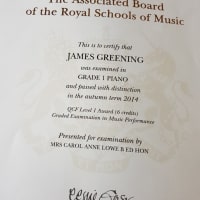 The Associated Board
of the Royal Schools of Music
This is to certify that
JAMES GREENING
was examined in
GRADE 1 PIANO
and passed with distinction
in the autumn term 2014
QCF Level 1 Award (6 credits)
Graded Examination in Music Performance
Presented for examination by
MRS CAROL ANNE LOWE B ED HON